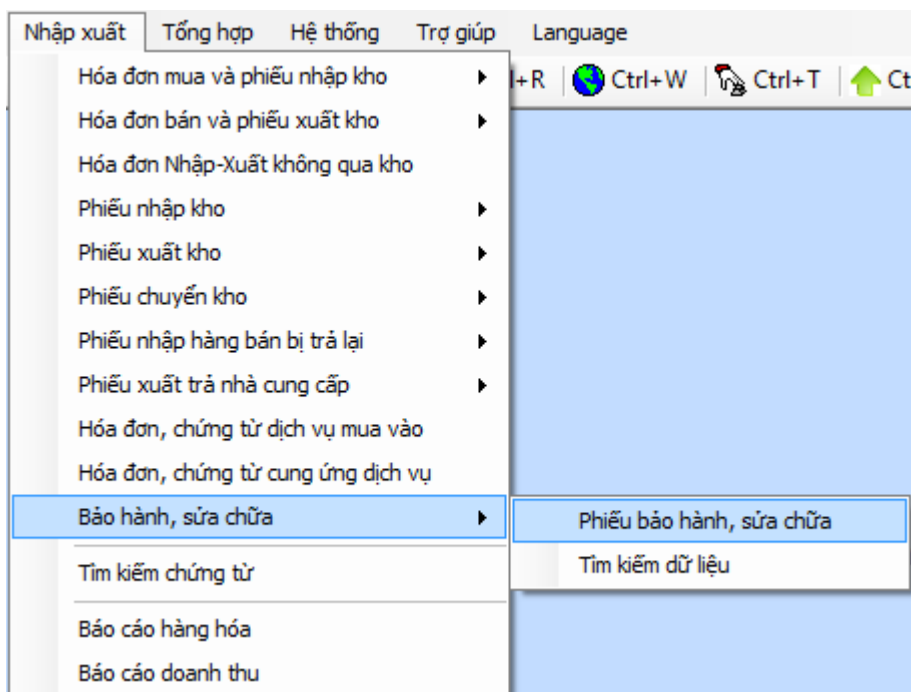 Nhập xuất Tổng hợp Hệ thống Trợ giúp Language
l+R Ctrl+W Ctrl+T Ct
Hóa đơn mua và phiếu nhập kho
Hóa đơn bán và phiếu xuất kho
Hóa đơn Nhập-Xuất không qua kho
Phiếu nhập kho
Phiếu xuất kho
Phiếu chuyển kho
Phiếu nhập hàng bán bị trả lại
Phiếu xuất trả nhà cung cấp
Hóa đơn, chứng từ dịch vụ mua vào
Hóa đơn, chứng từ cung ứng dịch vụ
Bảo hành, sửa chữa
Phiếu bảo hành, sửa chữa
Tìm kiếm dữ liệu
Tìm kiếm chứng từ
Báo cáo hàng hóa
Báo cáo doanh thu